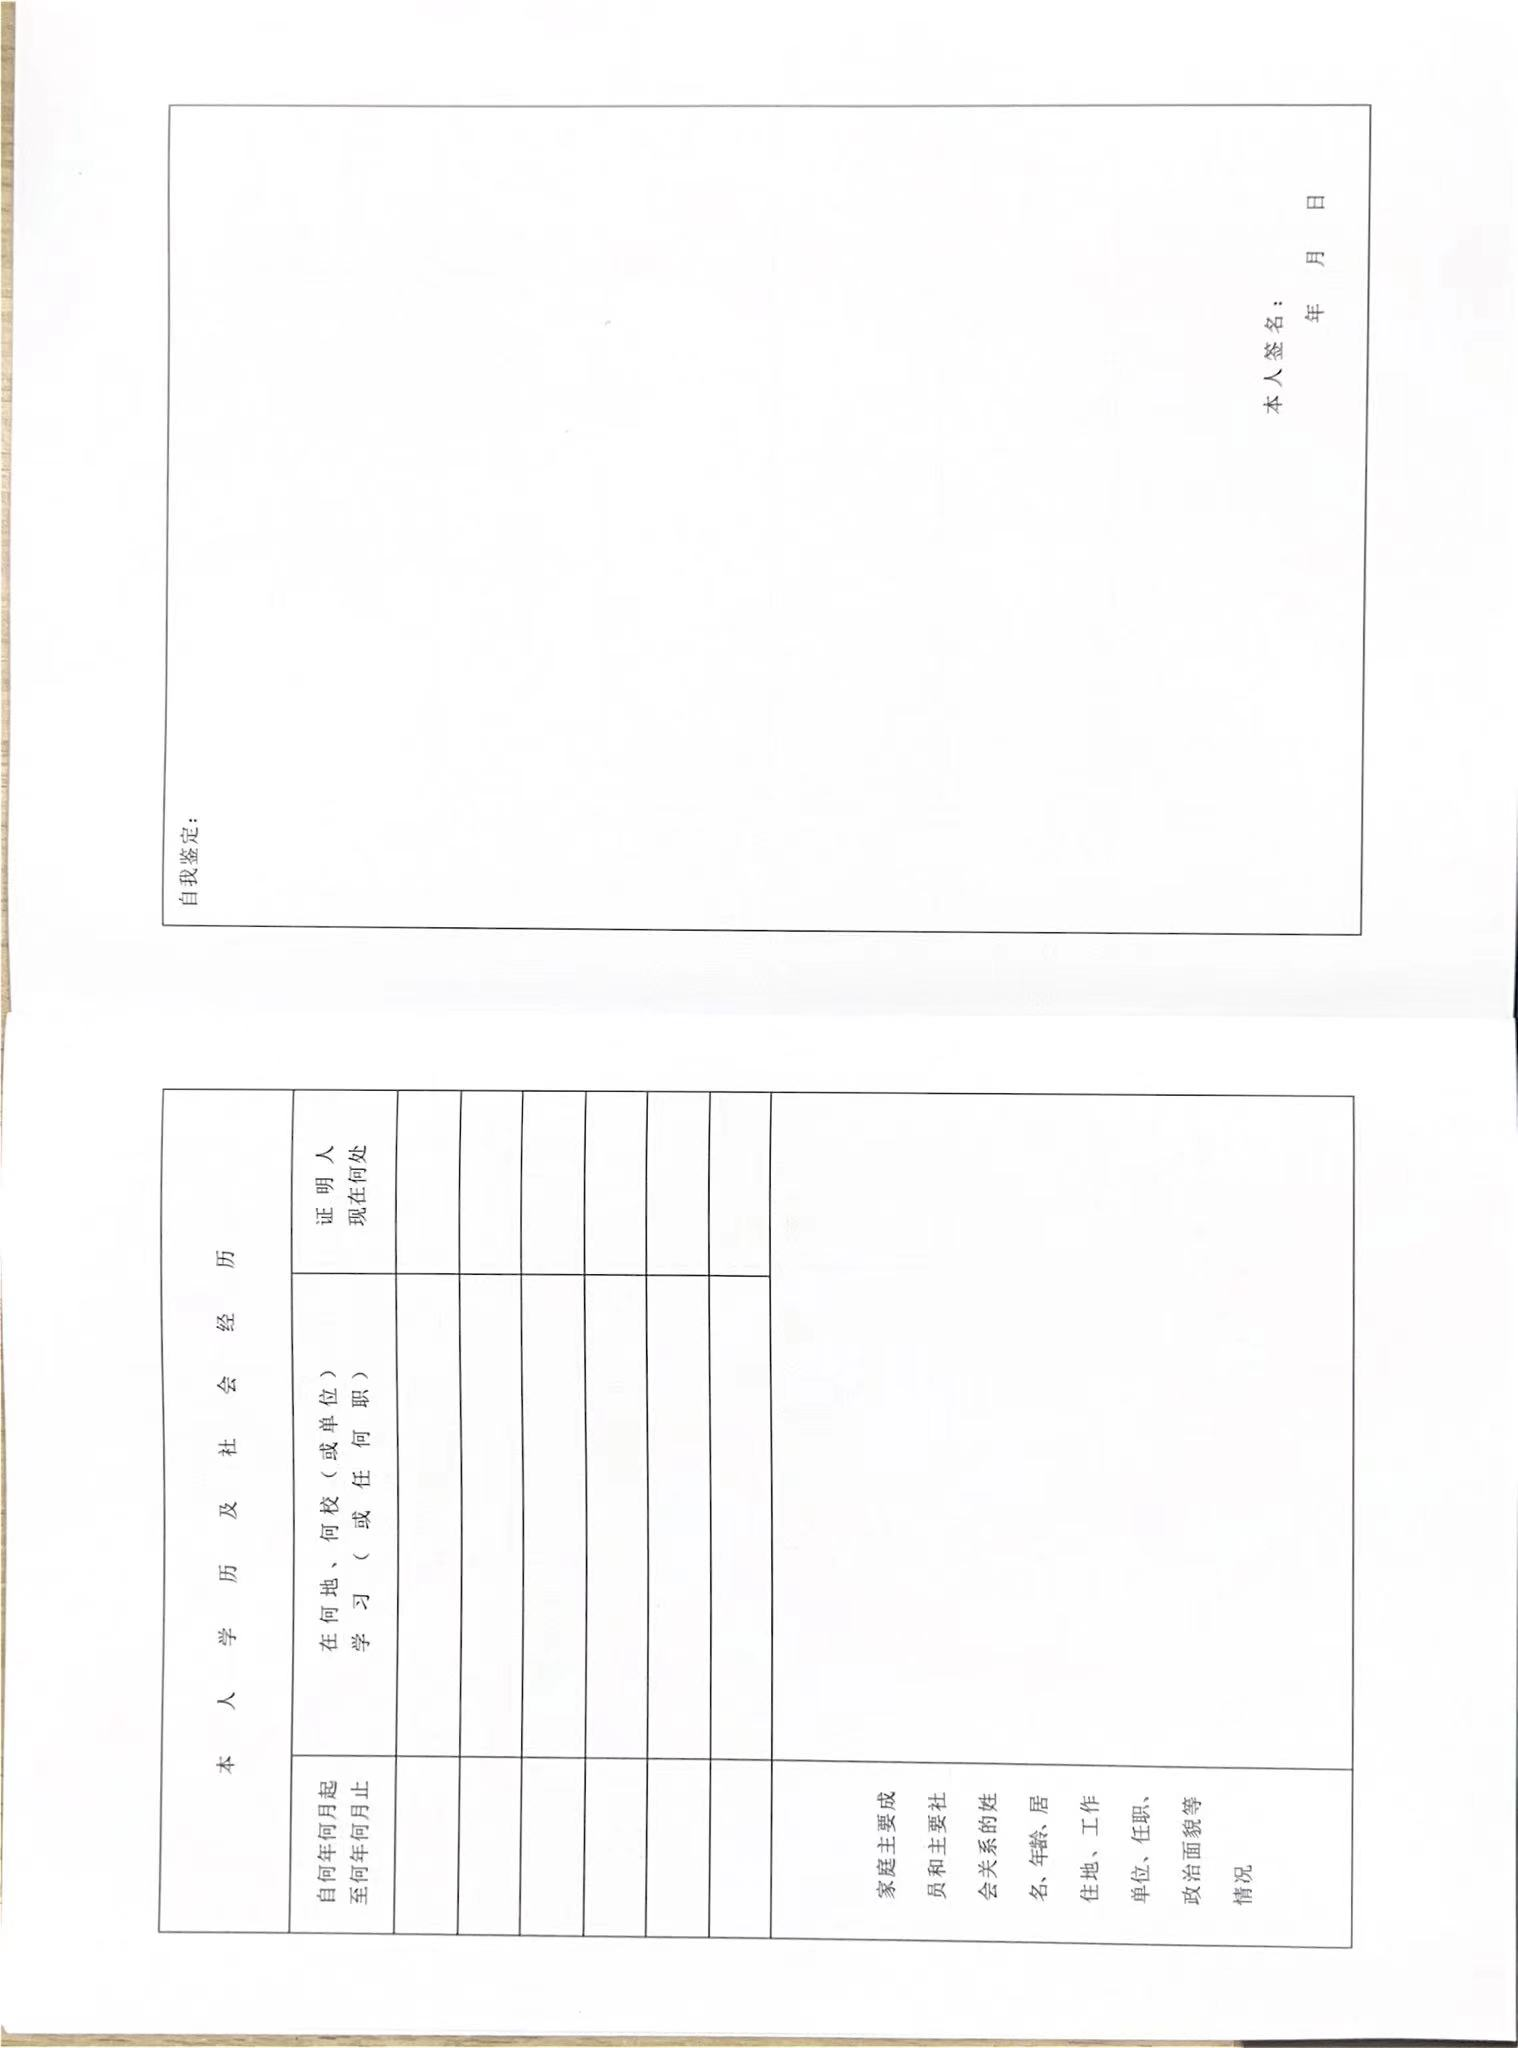 本人学历及社会经历
自何年何月起
至何年何月止
在何地、何校（或单位）
学习（或任何职）
证明人
现在何处
家庭主要成
员和主要社
会关系的姓
名、年龄、居
住地、工作
单位、任职、
政治面貌等
情况
自我鉴定：
本人签名：
年 月 日